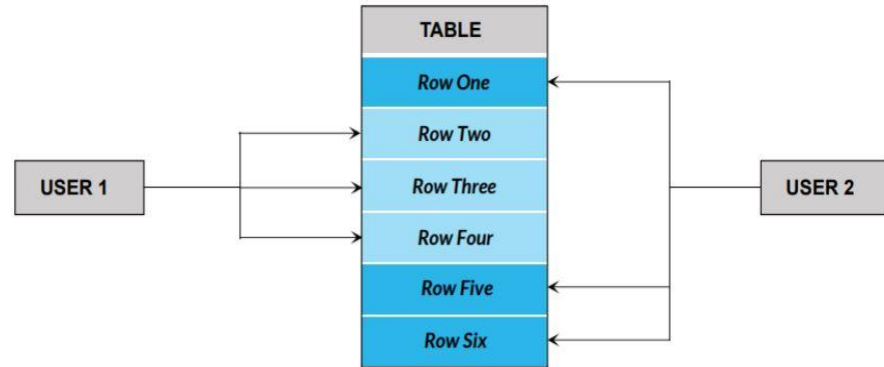 TABLE
Row One
Row Two
USER 1
Row Three
USER 2
Row Four
Row Five
Row Six